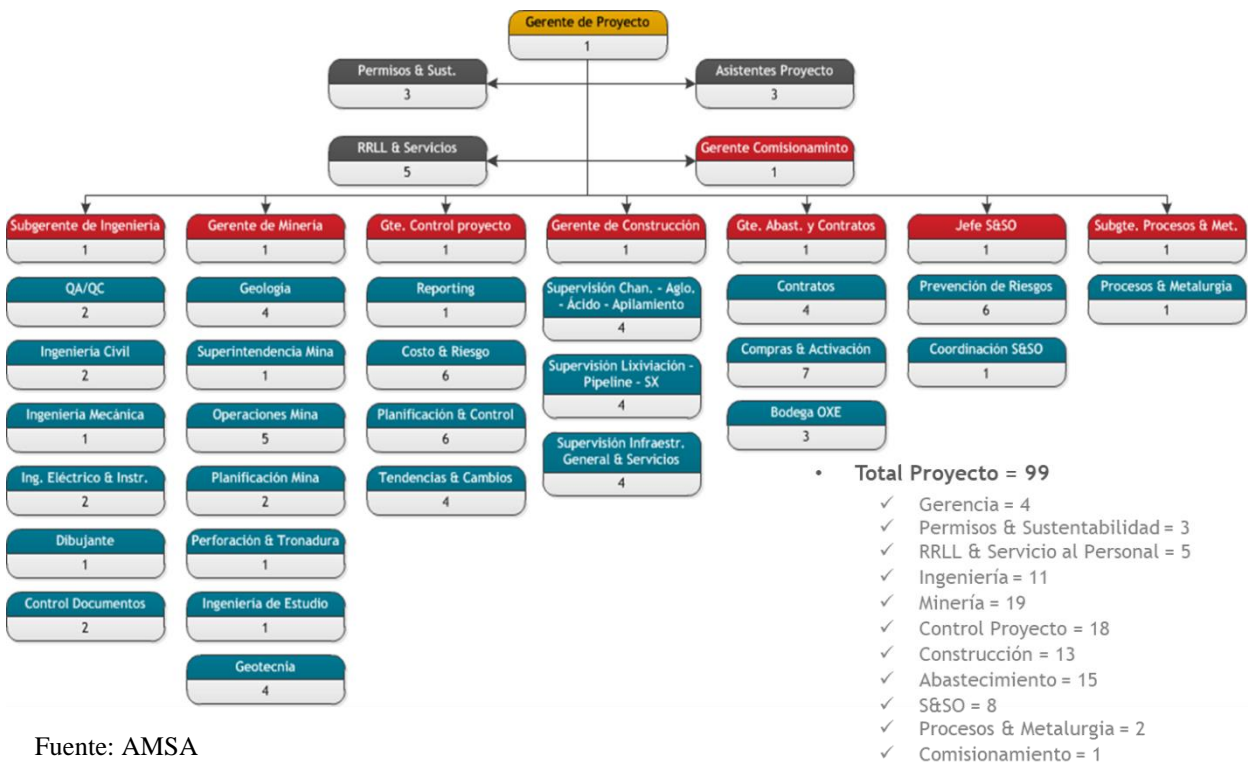 Gerente de Proyecto
1
Permisos & Sust.
3
Asistentes Proyecto
3
RRLL & Servicios
5
Gerente Comisionaminto
1
Subgerente de Ingeniería
1
Gerente de Minería
1
Gte. Control proyecto
1
Gerente de Construcción
1
Gte. Abast. y Contratos
1
Jefe S&SO
1
Subgte. Procesos & Met.
1
QA/QC
2
Ingeniería Civil
2
Ingeniería Mecánica
1
Ing. Eléctrico & Instr.
2
Dibujante
1
Control Documentos
2
Geología
4
Superintendencia Mina
1
Operaciones Mina
5
Planificación Mina
2
Perforación & Tronadura
1
Ingeniería de Estudio
1
Geotecnia
4
Reporting
1
Costo & Riesgo
6
Planificación & Control
6
Tendencias & Cambios
4
Supervisión Chan. - Aglo.
- Ácido - Apilamiento
4
Supervisión Lixiviación -
Pipeline - SX
4
Supervisión Infraestr.
General & Servicios
4
Contratos
4
Compras & Activación
7
Bodega OXE
3
Prevención de Riesgos
6
Coordinación S&SO
1
Procesos & Metalurgia
1
• Total Proyecto = 99
✓ Gerencia = 4
✓ Permisos & Sustentabilidad = 3
✓ RRLL & Servicio al Personal = 5
✓ Ingeniería = 11
✓ Minería = 19
✓ Control Proyecto = 18
✓ Construcción = 13
✓ Abastecimiento = 15
✓ S&SO = 8
✓ Procesos & Metalurgia = 2
✓ Comisionamiento = 1
Fuente: AMSA